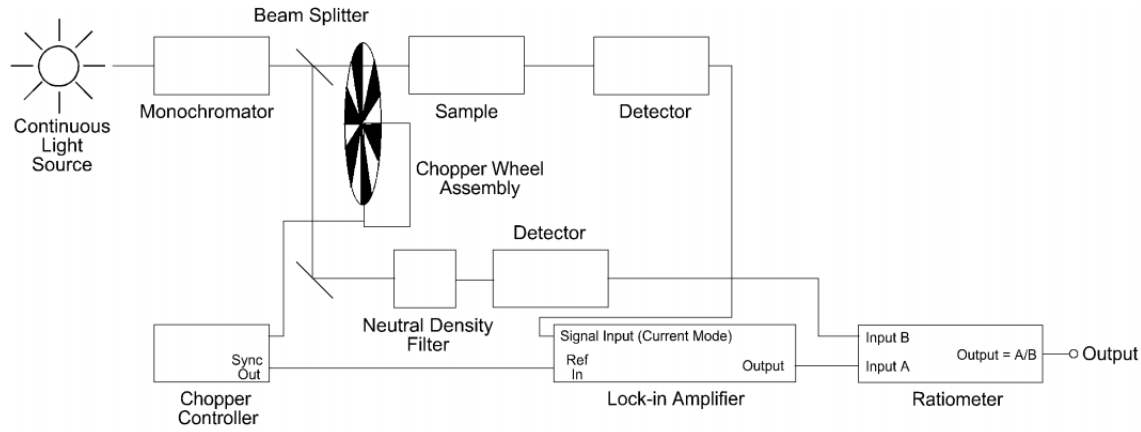 Beam Splitter
Monochromator
Sample
Detector
Continuous
Light
Source
Chopper Wheel
Assembly
Detector
Neutral Density
Filter
Sync
Out
Chopper
Controller
Signal Input (Current Mode)
Ref
In
Output
Lock-in Amplifier
Input B
Input A
Output = A/B
Ratiometer
Output